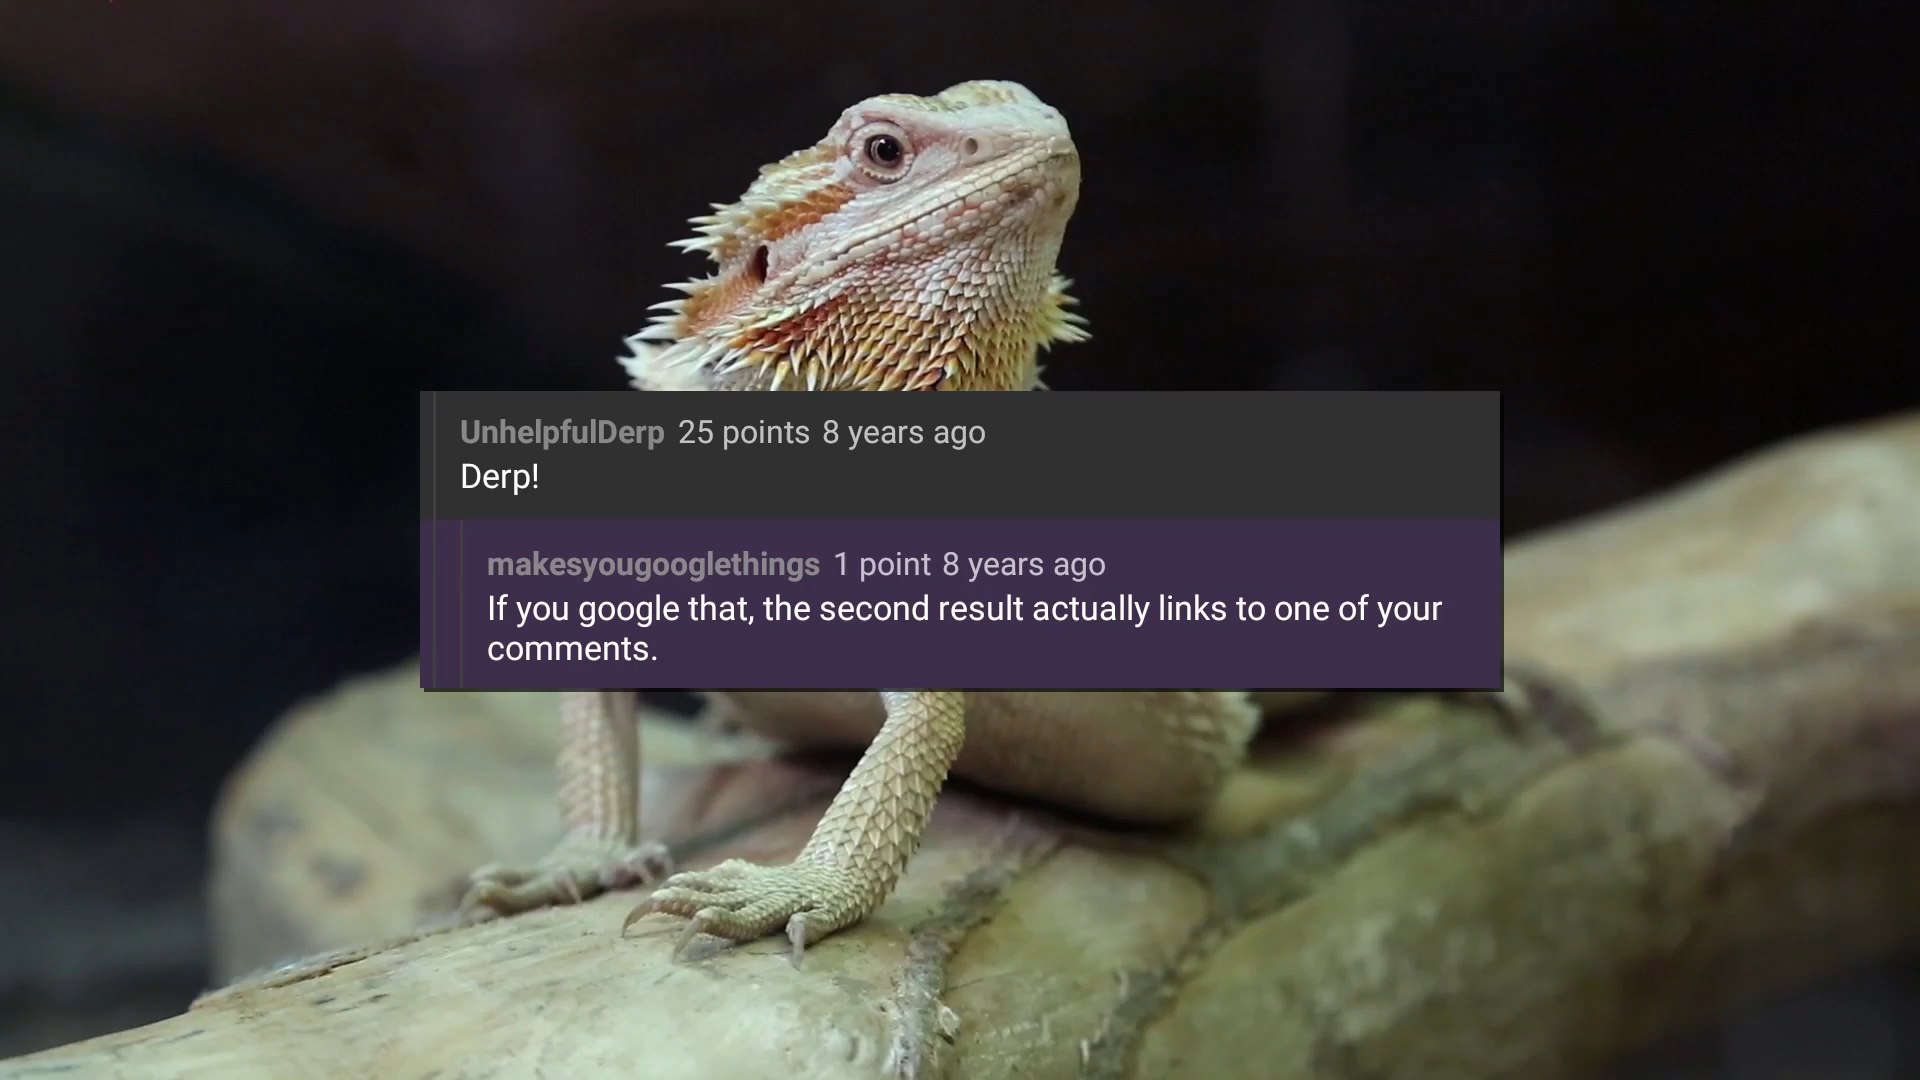 UnhelpfulDerp 25 points 8 years ago
Derp!
makesyougooglethings 1 point 8 years ago
If you google that, the second result actually links to one of your
comments.